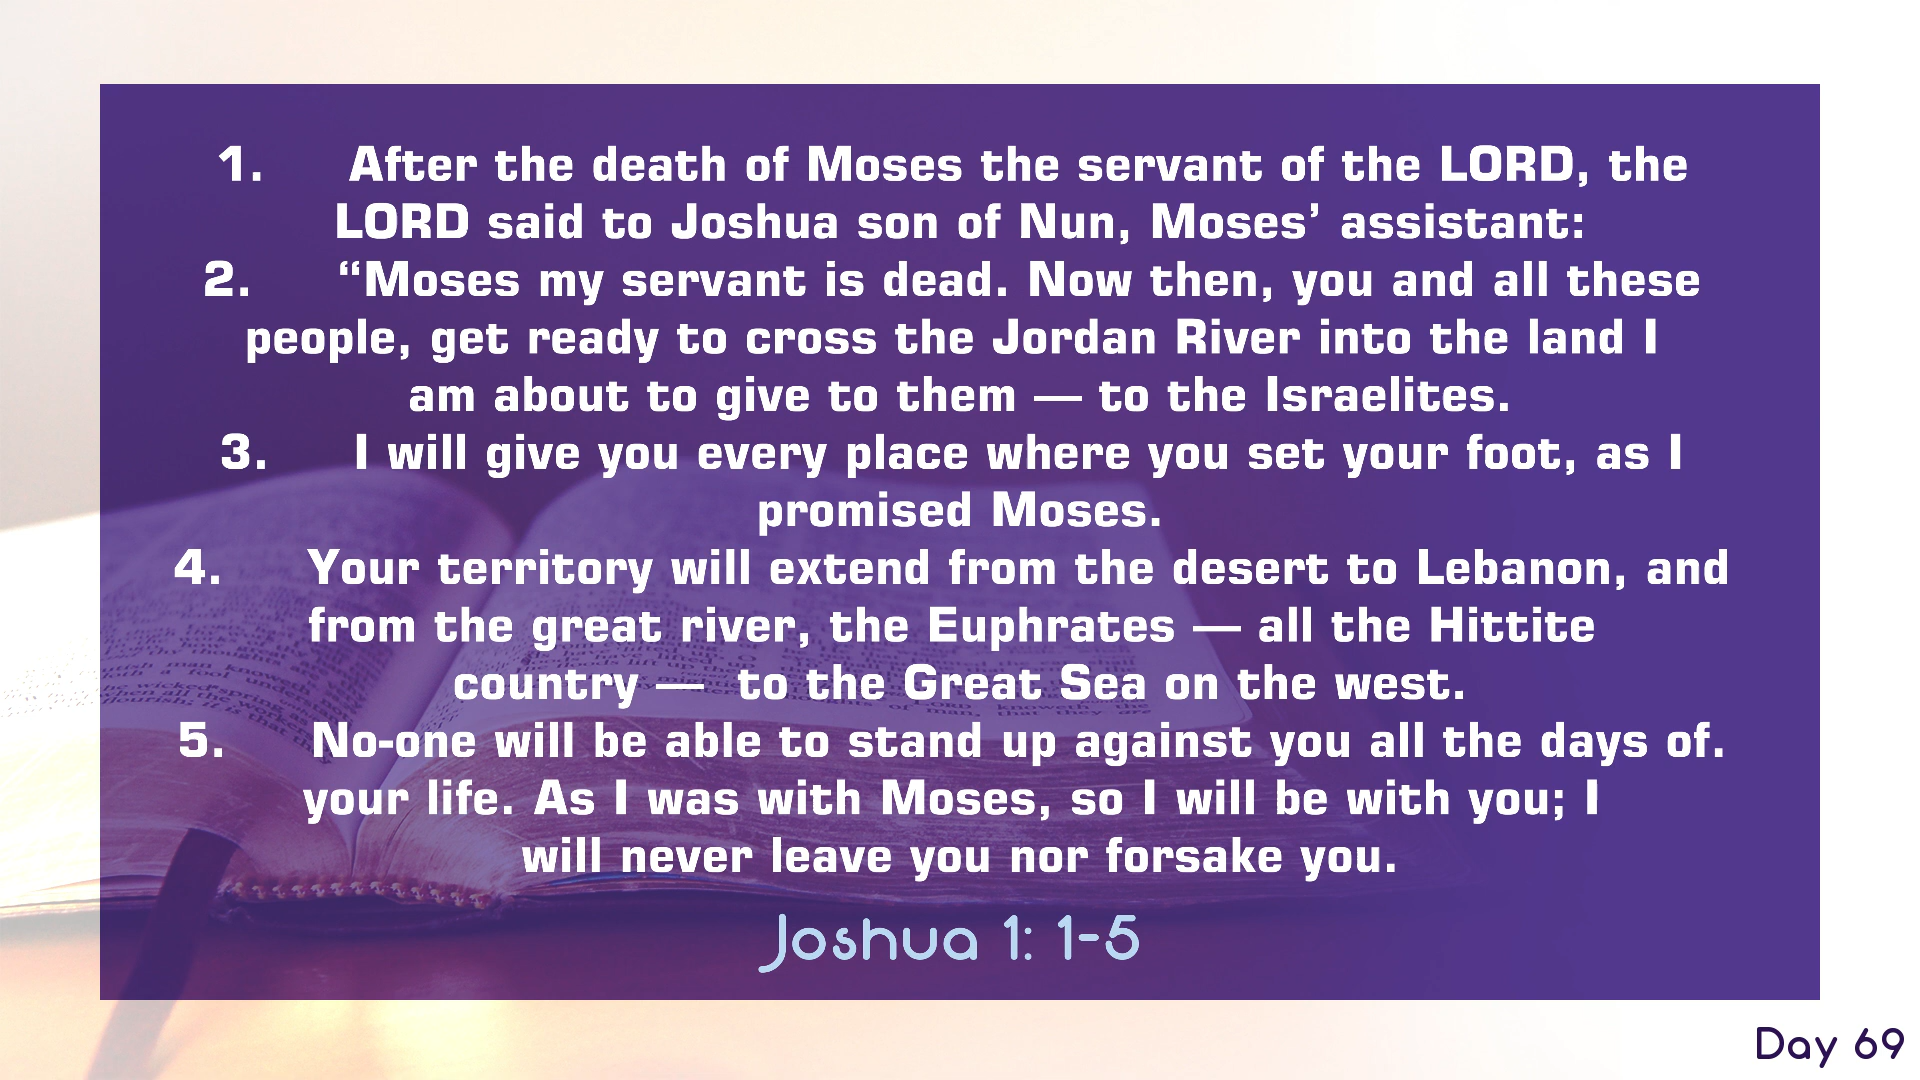 1. After the death of Moses the servant of the LORD, the
LORD said to Joshua son of Nun, Moses’ assistant:
2. “Moses my servant is dead. Now then, you and all these
people, get ready to cross the Jordan River into the land I
am about to give to them — to the Israelites.
3. I will give you every place where you set your foot, as I
promised Moses.
4. Your territory will extend from the desert to Lebanon, and
from the great river, the Euphrates — all the Hittite
country — to the Great Sea on the west.
5. No-one will be able to stand up against you all the days of.
your life. As I was with Moses, so I will be with you; I
will never leave you nor forsake you.
Joshua 1: 1-5
Day 69